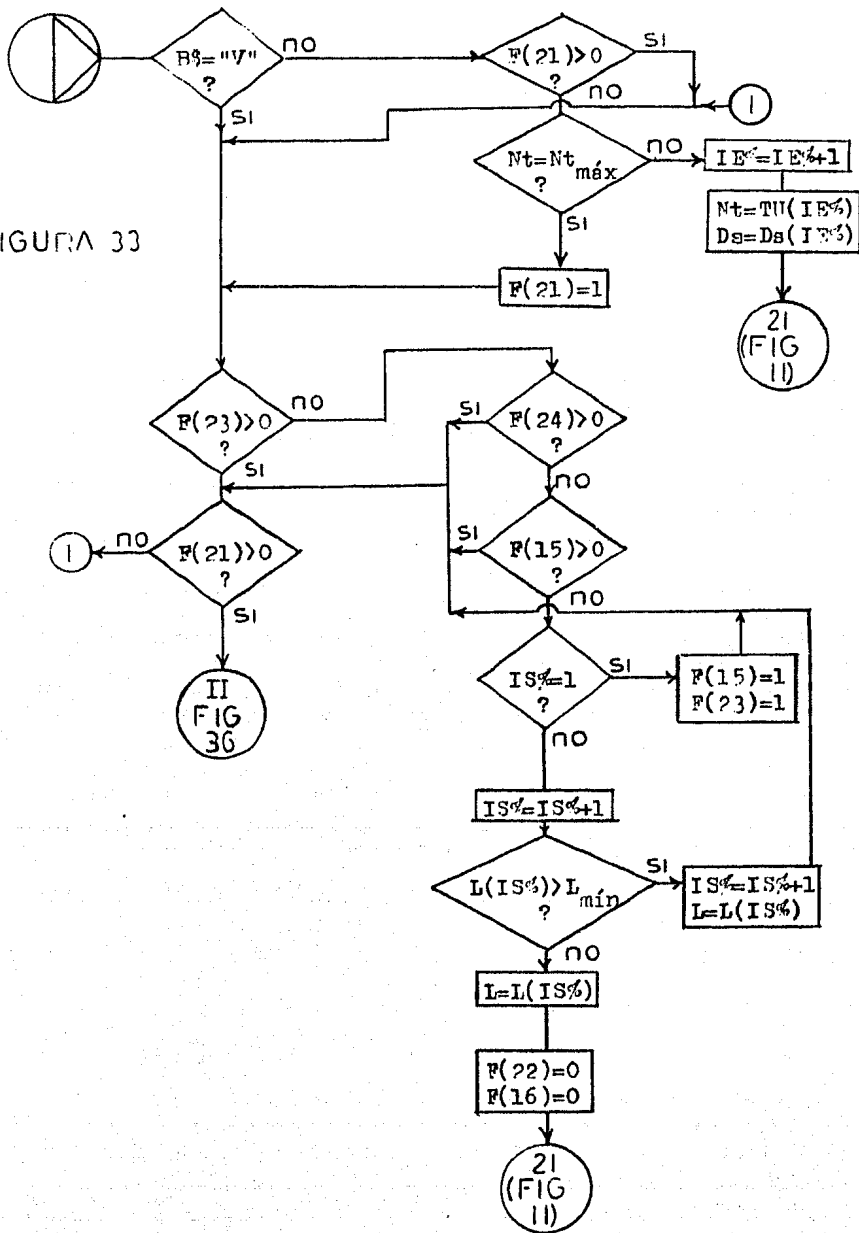 B$="V"
?
no
si
F(21)>0
?
si
no
1
Nt=Nt máx
?
no
si
IE%=IE%+1
Nt=TU(IE%)
Ds=Ds(IE%)
21
(FIG
11)
IGURA 33
F(21)=1
F(23)>0
?
no
si
F(24)>0
?
si
no
F(21)>0
?
no
1
si
II
FIG
36
F(15)>0
?
si
no
IS%=1
?
si
no
F(15)=1
F(23)=1
IS%=IS%+1
L(IS%)>L mín
?
si
no
IS%=IS%+1
L=L(IS%)
L=L(IS%)
F(22)=0
F(16)=0
21
(FIG
11)